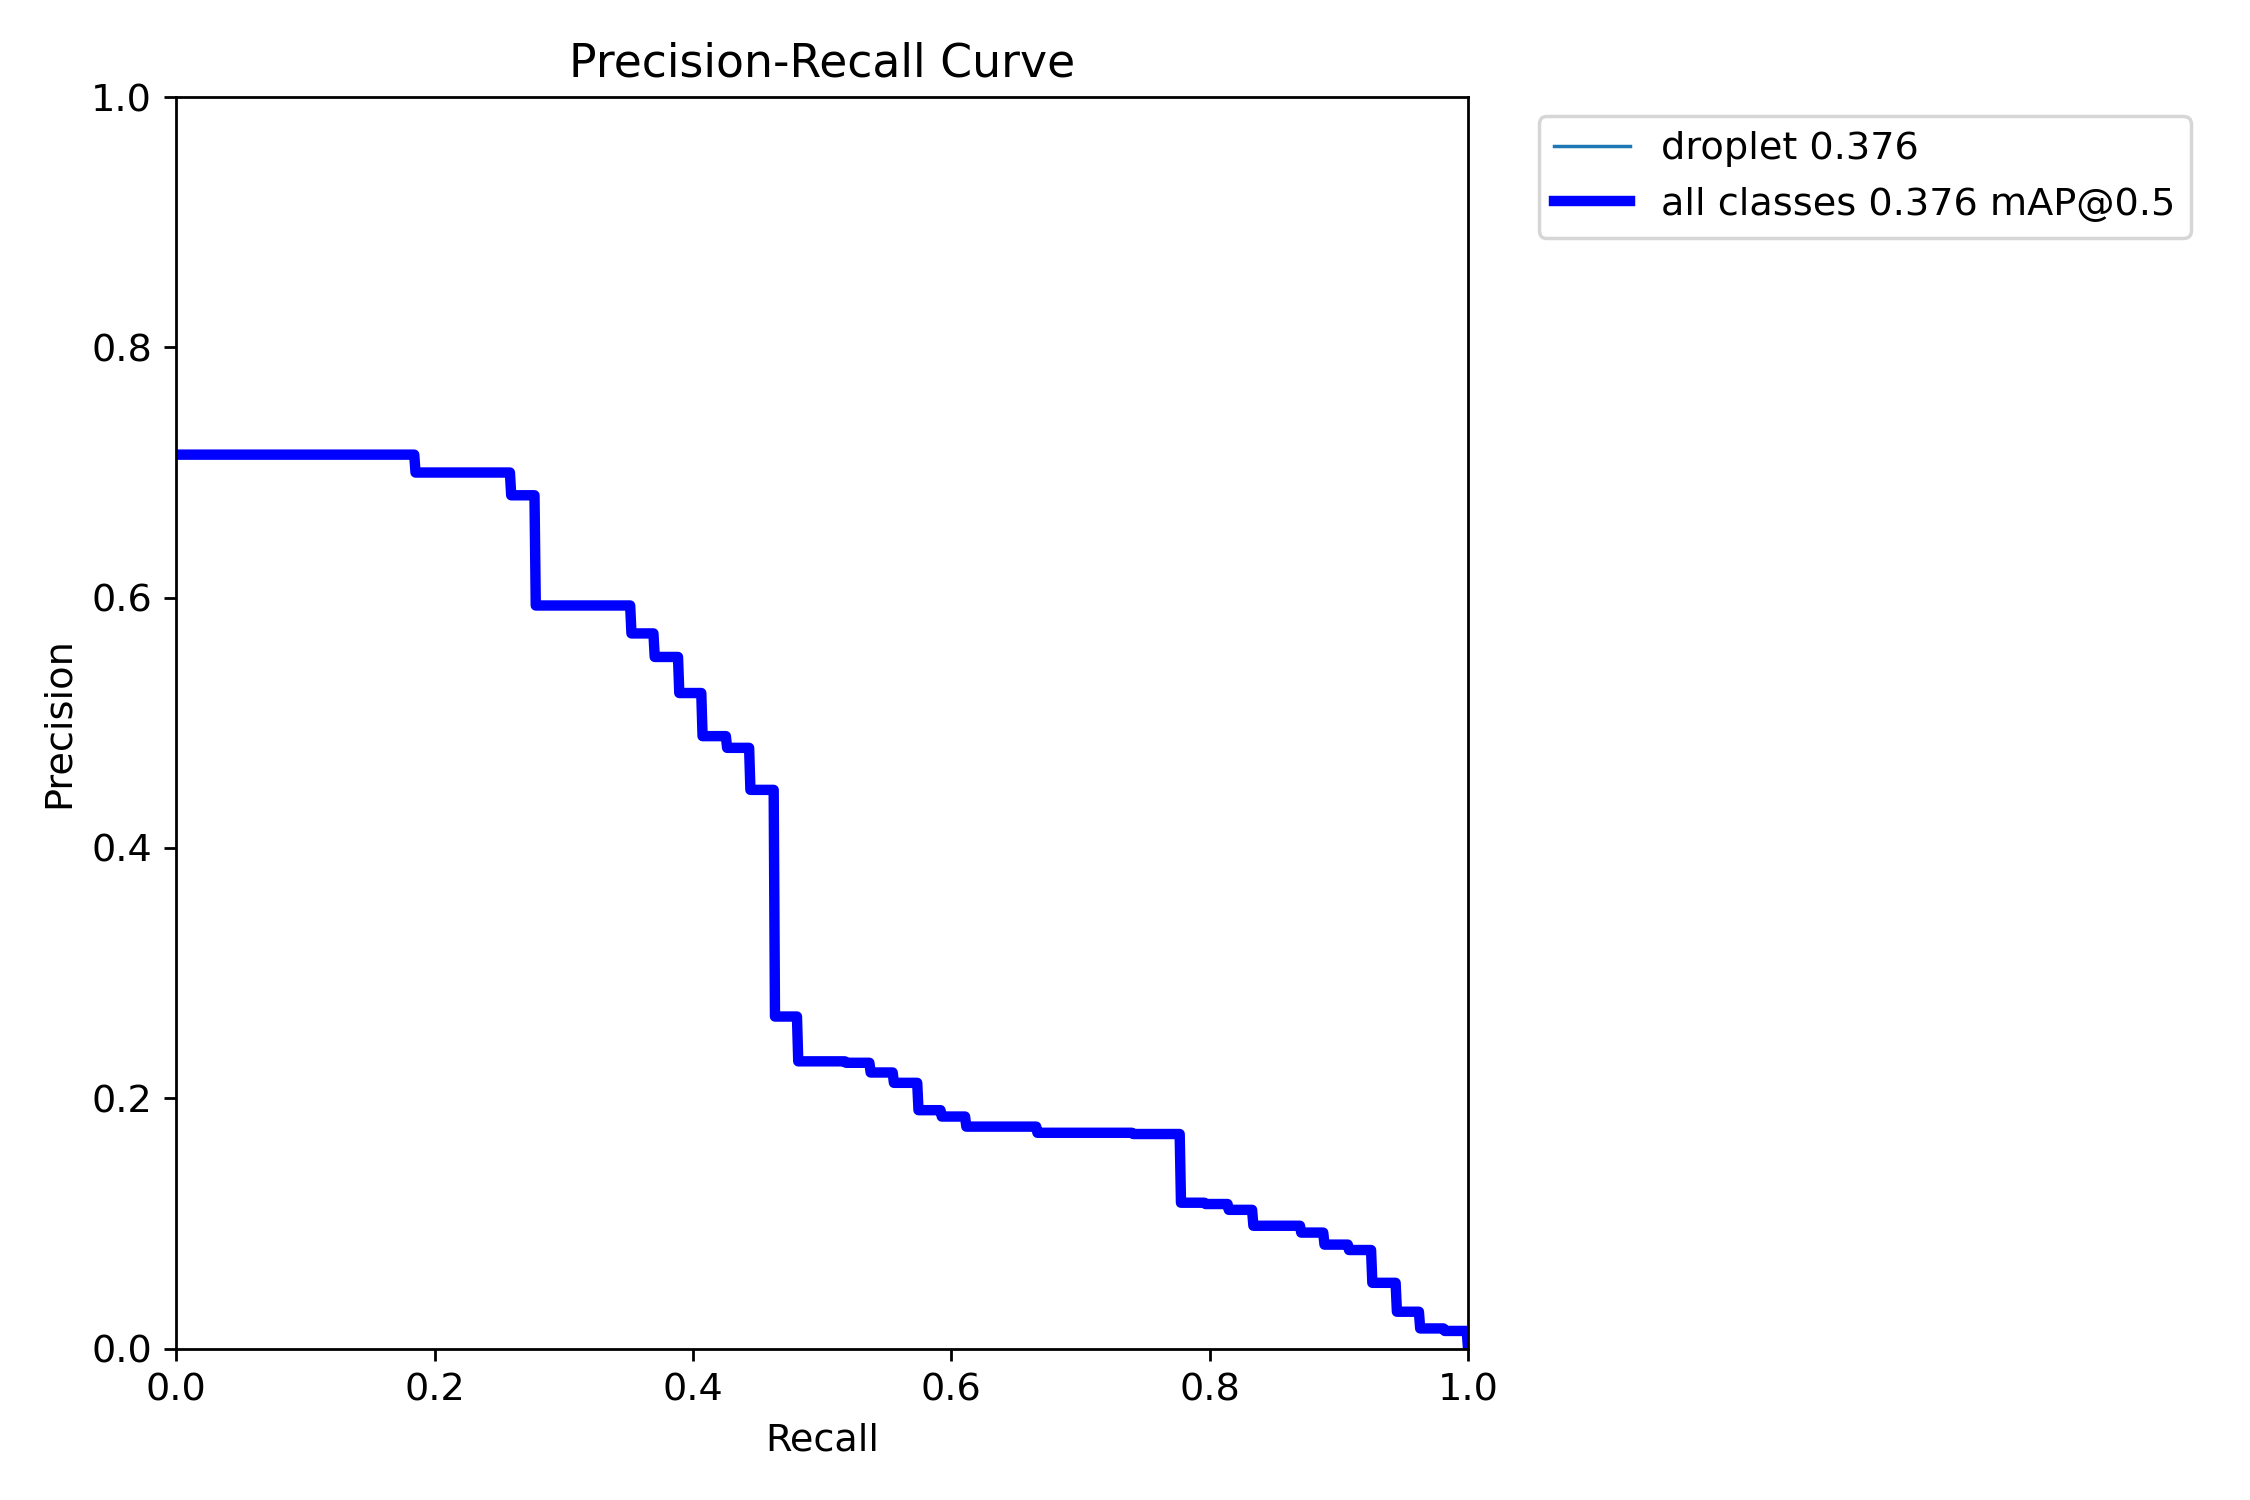 Precision-Recall Curve
1.0
0.8
0.6
0.4
0.2
0.0
Precision
0.0 0.2 0.4 0.6 0.8 1.0
Recall
droplet 0.376
all classes 0.376 mAP@0.5